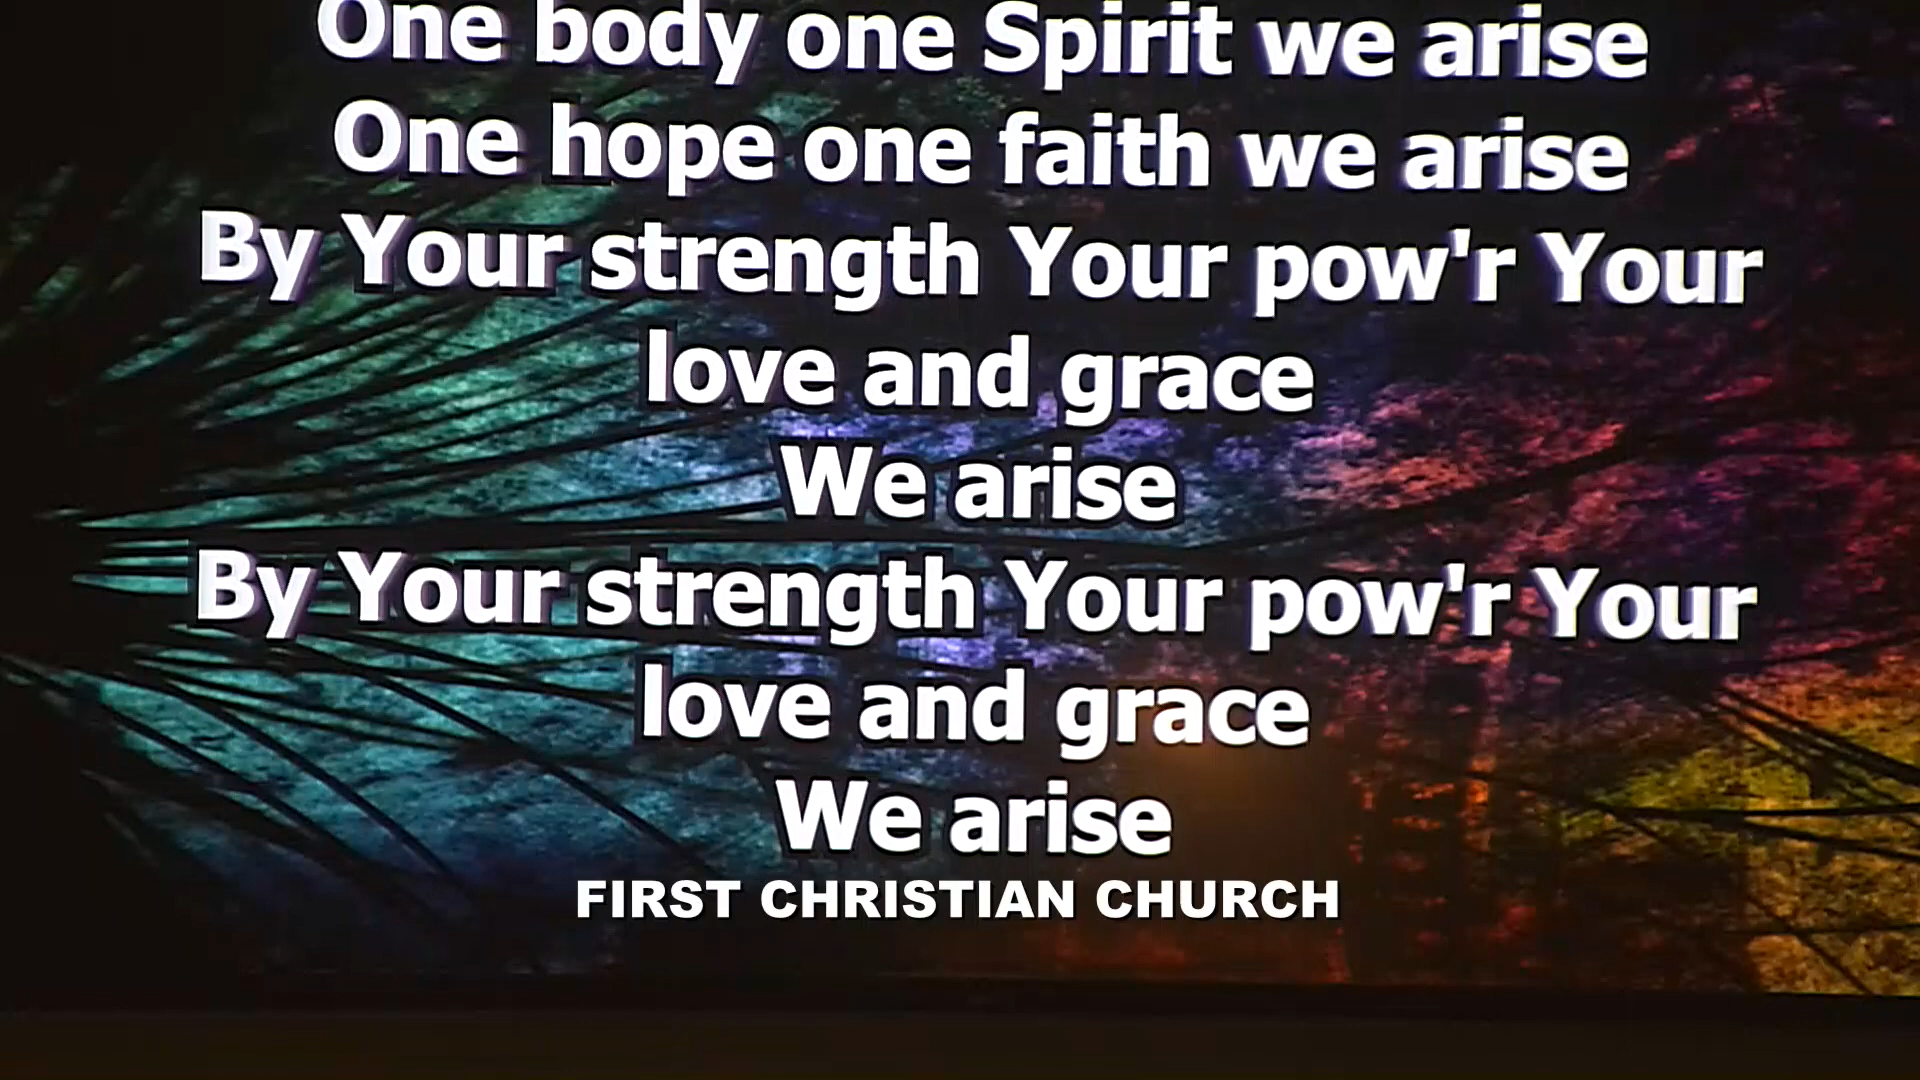 One body one Spirit we arise
One hope one faith we arise
By Your strength Your pow'r Your
love and grace
We arise
By Your strength Your pow'r Your
love and grace
We arise
FIRST CHRISTIAN CHURCH